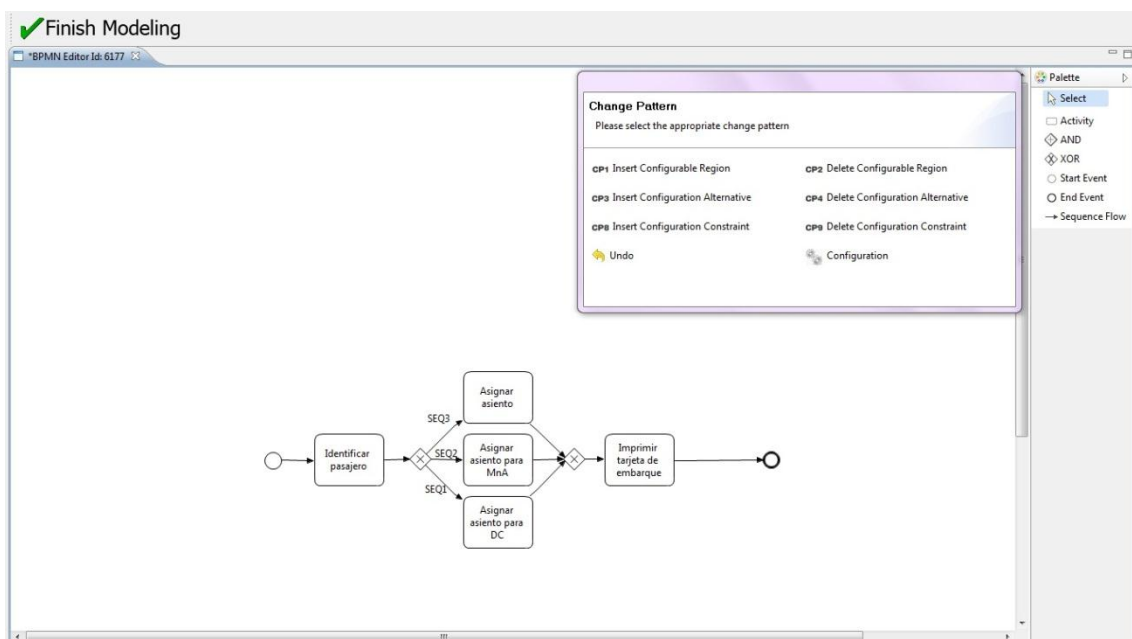 Finish Modeling
*BPMN Editor Id: 6177
Palette
Select
Activity
AND
XOR
Start Event
End Event
Sequence Flow
Change Pattern
Please select the appropriate change pattern
CP1 Insert Configurable Region
CP2 Delete Configurable Region
CP3 Insert Configuration Alternative
CP4 Delete Configuration Alternative
CP8 Insert Configuration Constraint
CP9 Delete Configuration Constraint
Undo
Configuration
Identificar
pasajero
SEQ3
SEQ2
SEQ1
Asignar
asiento
Asignar
asiento para
MnA
Asignar
asiento para
DC
Imprimir
tarjeta de
embarque